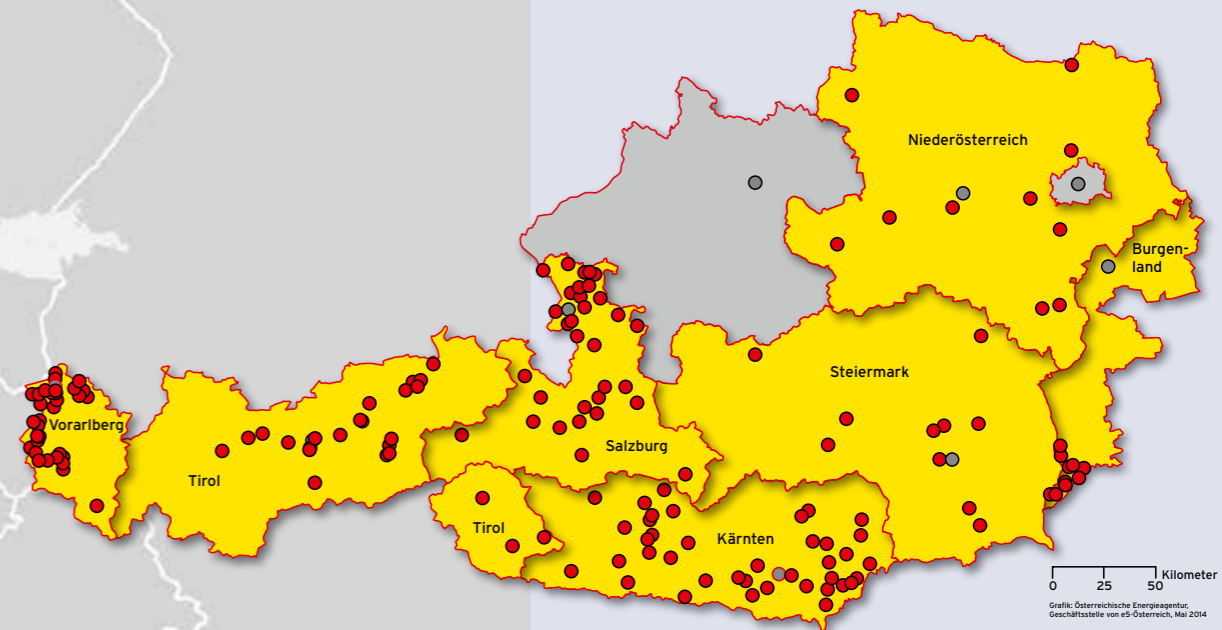 Niederösterreich
Burgen-
land
Steiermark
Vorarlberg
Salzburg
Tirol
Tirol
Kärnten
0 25 50 Kilometer
Grafik: Österreichische Energieagentur,
Geschäftsstelle von e5-Österreich, Mai 2014